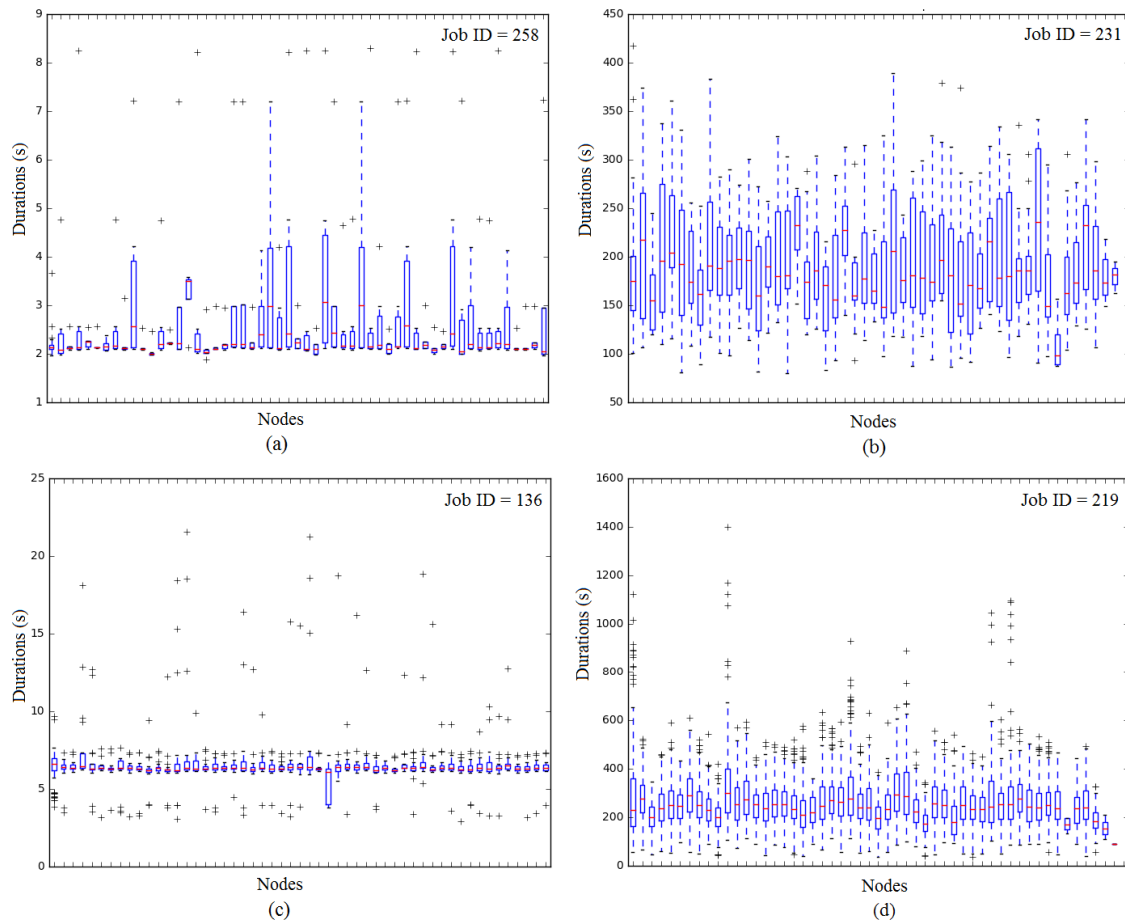 Job ID = 258
9
8
7
6
5
4
3
2
1
Durations (s)
Nodes
(a)
Job ID = 231
450
400
350
300
250
200
150
100
50
Durations (s)
Nodes
(b)
Job ID = 136
25
20
15
10
5
0
Durations (s)
Nodes
(c)
Job ID = 219
1600
1400
1200
1000
800
600
400
200
0
Durations (s)
Nodes
(d)